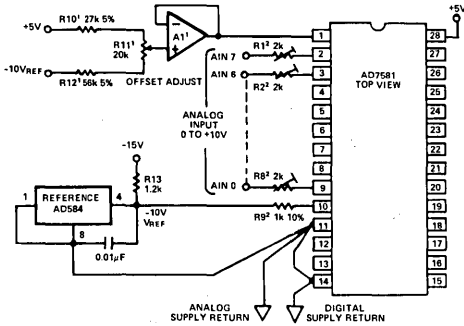 +5V
R10¹ 27k 5%
R11¹
20k
A1¹
-10V REF
R12¹ 56k 5%
OFFSET ADJUST
AIN 7
R1² 2k
AIN 6
R2² 2k
ANALOG
INPUT
0 TO +10V
AIN 0
R8² 2k
R9² 1k 10%
-15V
R13
1.2k
REFERENCE
AD584
1
4
8
-10V
VREF
0.01µF
ANALOG
SUPPLY RETURN
DIGITAL
SUPPLY RETURN
+5V
AD7581
TOP VIEW
1
2
3
4
5
6
7
8
9
10
11
12
13
14
28
27
26
25
24
23
22
21
20
19
18
17
16
15